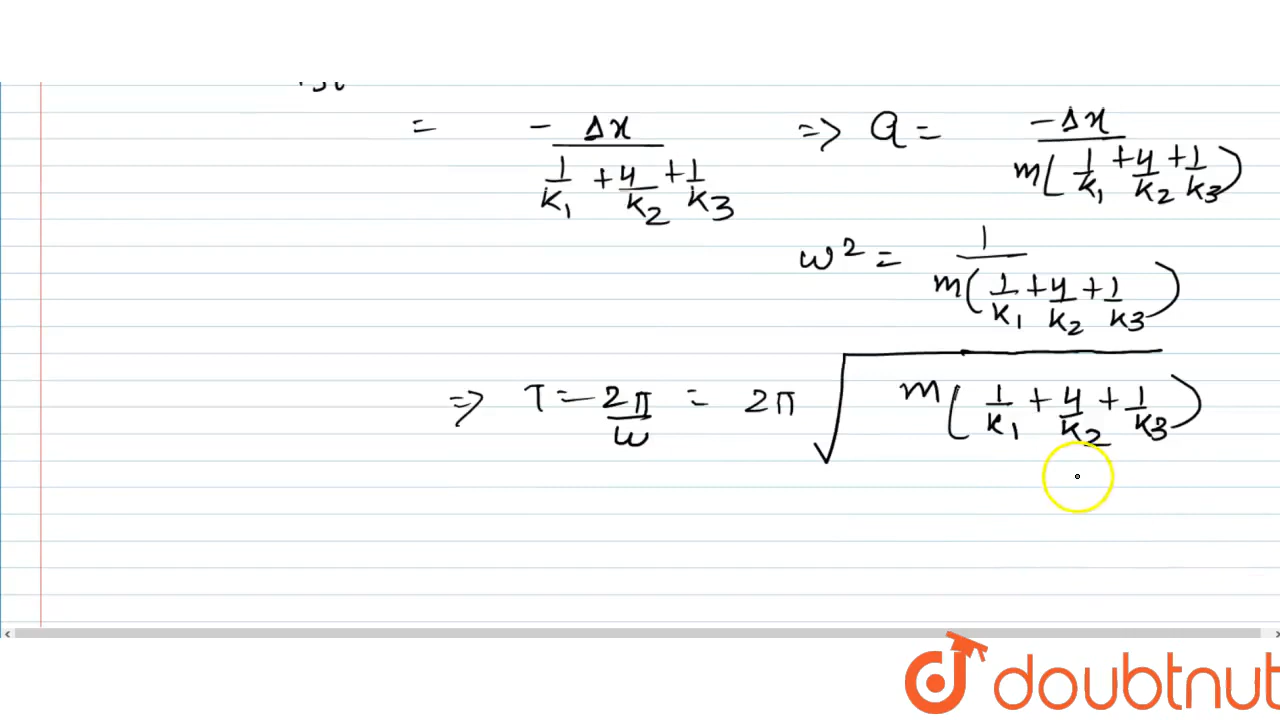 = - Δx / (1/K1 + 4/K2 + 1/K3) => a = -Δx / m(1/K1 + 4/K2 + 1/K3)
ω² = 1 / m(1/K1 + 4/K2 + 1/K3)
=> T = 2π/ω = 2π √ m(1/K1 + 4/K2 + 1/K3)
doubtnut